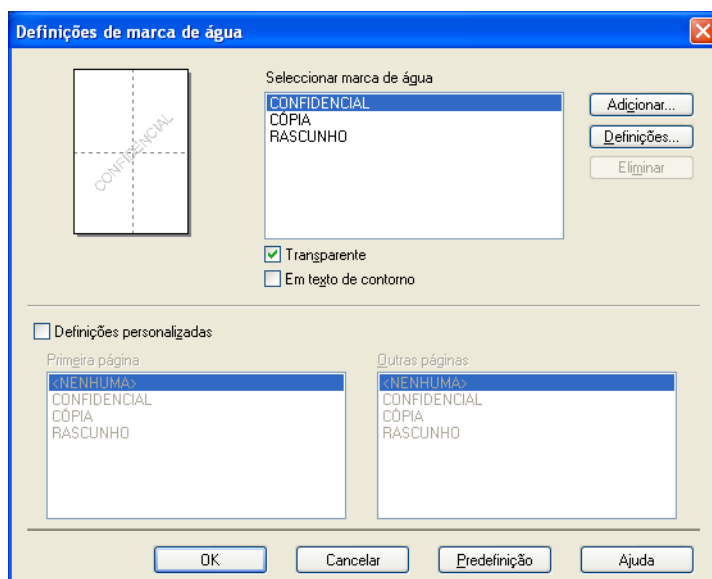 Definições de marca de água
Seleccionar marca de água
CONFIDENCIAL
CONFIDENCIAL
CÓPIA
RASCUNHO
Adicionar...
Definições...
Eliminar
Transparente
Em texto de contorno
Definições personalizadas
Primeira página
<NENHUMA>
CONFIDENCIAL
CÓPIA
RASCUNHO
Outras páginas
<NENHUMA>
CONFIDENCIAL
CÓPIA
RASCUNHO
OK
Cancelar
Predefinição
Ajuda